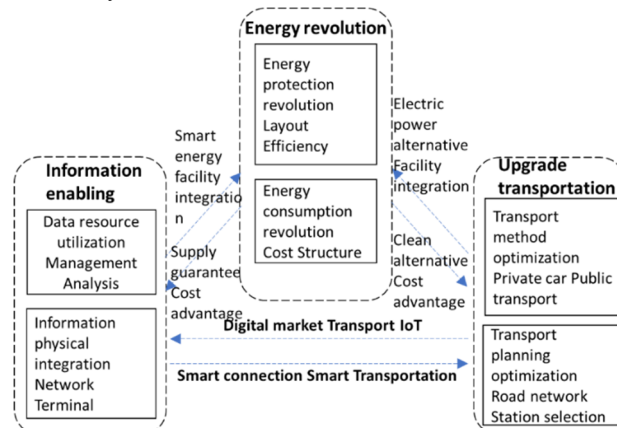 Energy revolution
Energy
protection
revolution
Layout
Efficiency
Energy
consumption
revolution
Cost Structure
Smart
energy
facility
integratio
n
Supply
guarantee
Cost
advantage
Electric
power
alternative
Facility
integration
Clean
alternative
Cost
advantage
Information
enabling
Data resource
utilization
Management
Analysis
Information
physical
integration
Network
Terminal
Upgrade
transportation
Transport
method
optimization
Private car Public
transport
Transport
planning
optimization
Road network
Station selection
Digital market Transport IoT
Smart connection Smart Transportation